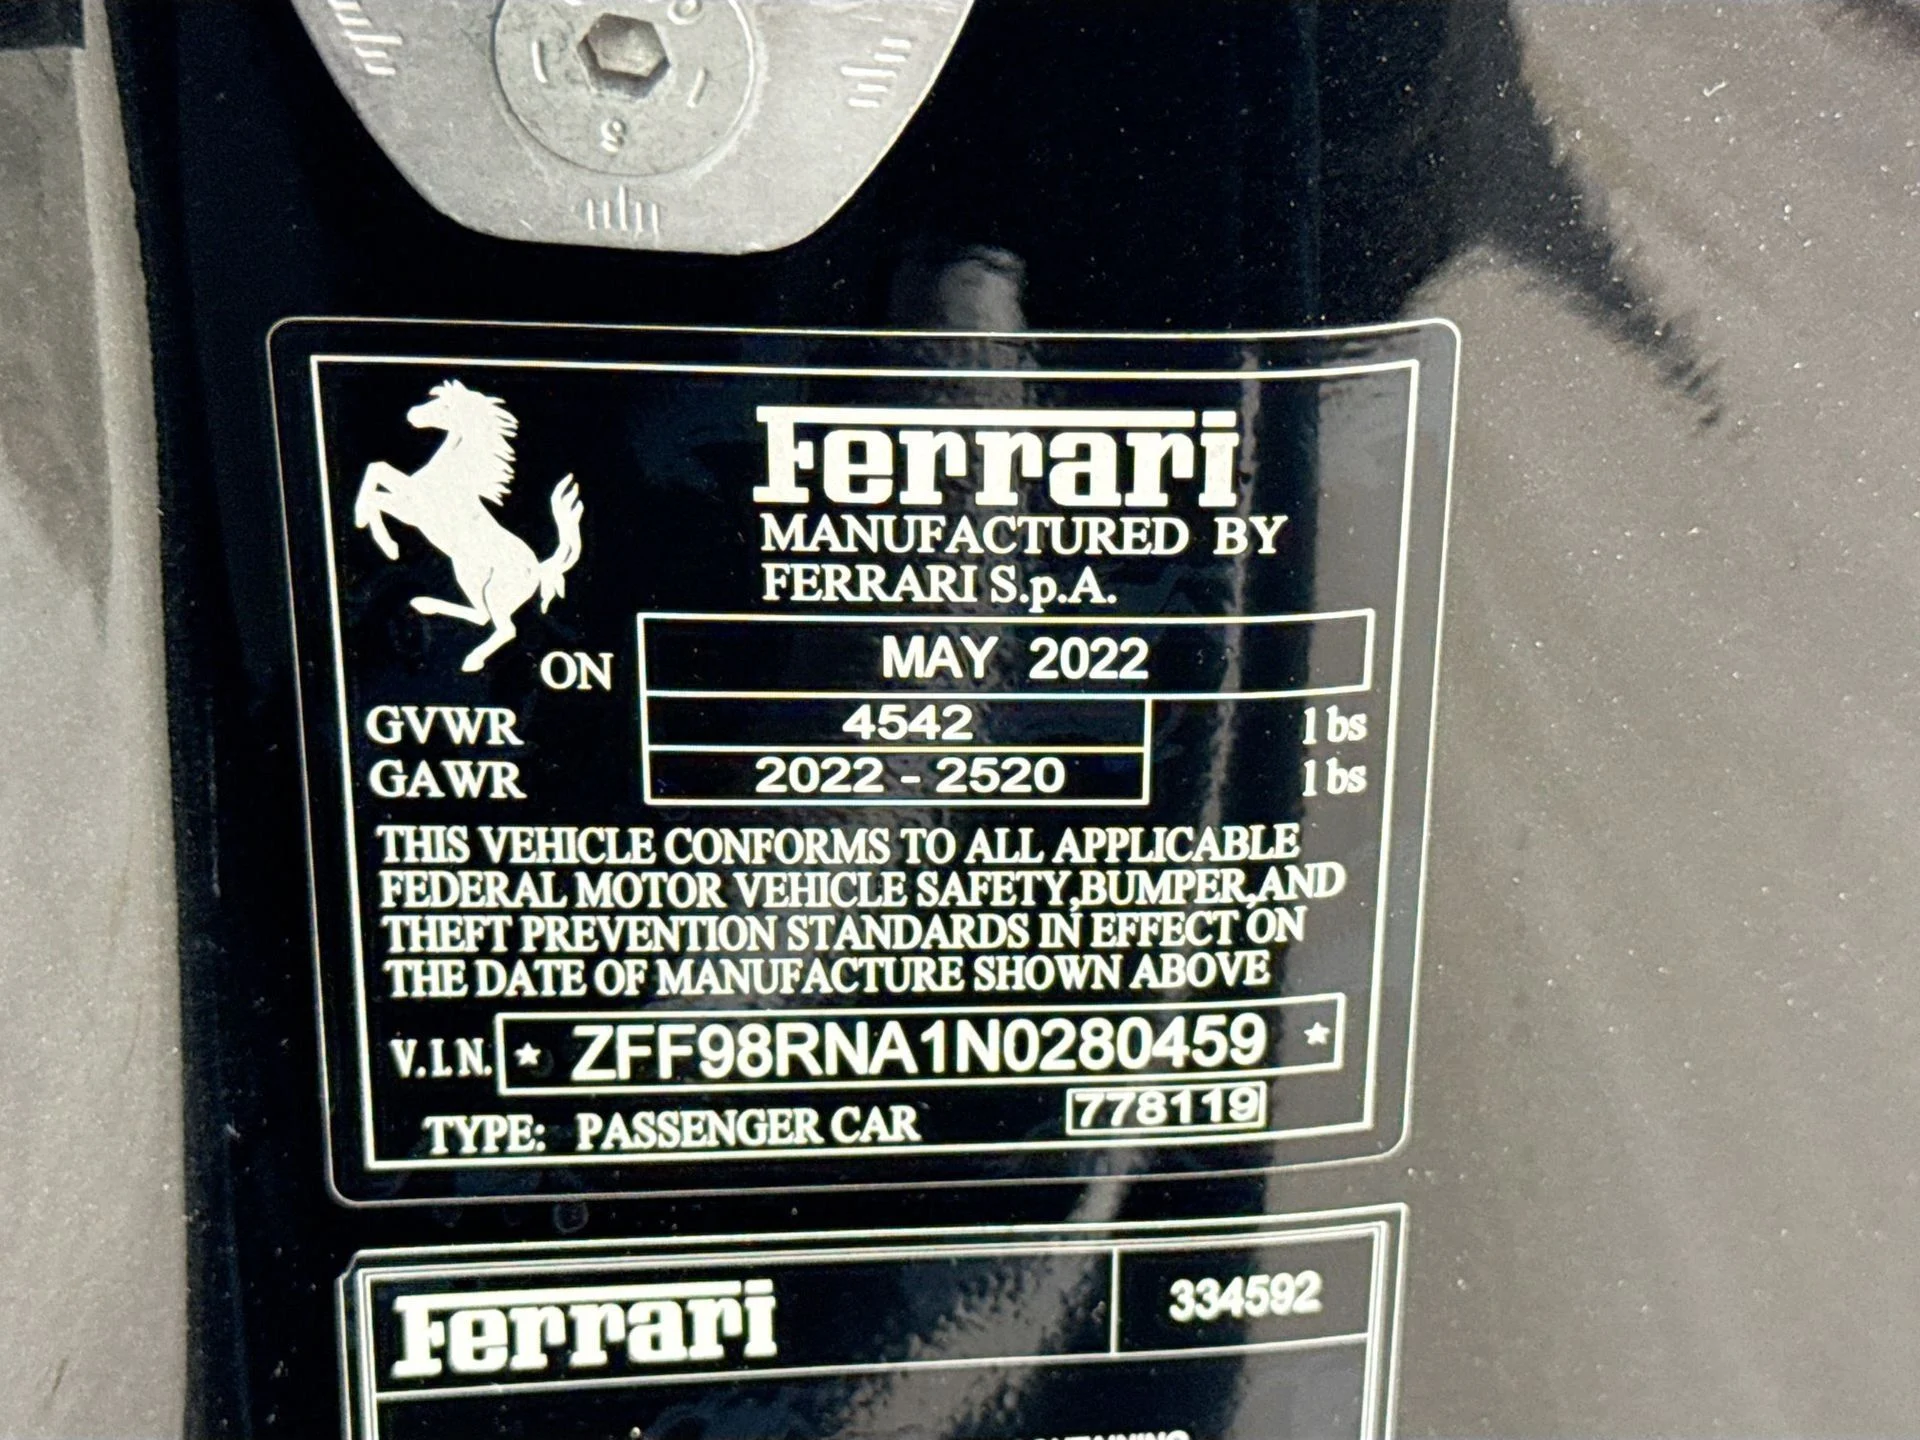 Ferrari
MANUFACTURED BY
FERRARI S.p.A.
ON MAY 2022
GVWR 4542 lbs
GAWR 2022 - 2520 lbs
THIS VEHICLE CONFORMS TO ALL APPLICABLE
FEDERAL MOTOR VEHICLE SAFETY,BUMPER,AND
THEFT PREVENTION STANDARDS IN EFFECT ON
THE DATE OF MANUFACTURE SHOWN ABOVE
V.I.N. * ZFF98RNA1N0280459 *
778119
TYPE: PASSENGER CAR
Ferrari 334592